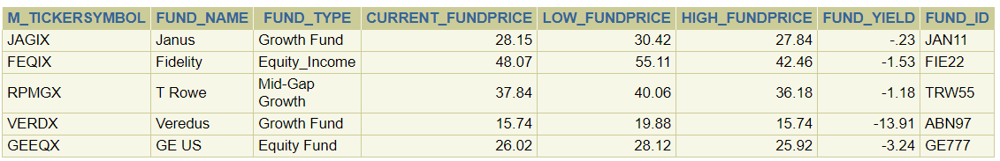 M_TICKERSYMBOL FUND_NAME FUND_TYPE CURRENT_FUNDPRICE LOW_FUNDPRICE HIGH_FUNDPRICE FUND_YIELD FUND_ID
JAGIX Janus Growth Fund 28.15 30.42 27.84 -.23 JAN11
FEQIX Fidelity Equity_Income 48.07 55.11 42.46 -1.53 FIE22
RPMGX T Rowe Mid-Gap Growth 37.84 40.06 36.18 -1.18 TRW55
VERDX Veredus Growth Fund 15.74 19.88 15.74 -13.91 ABN97
GEEQX GE US Equity Fund 26.02 28.12 25.92 -3.24 GE777